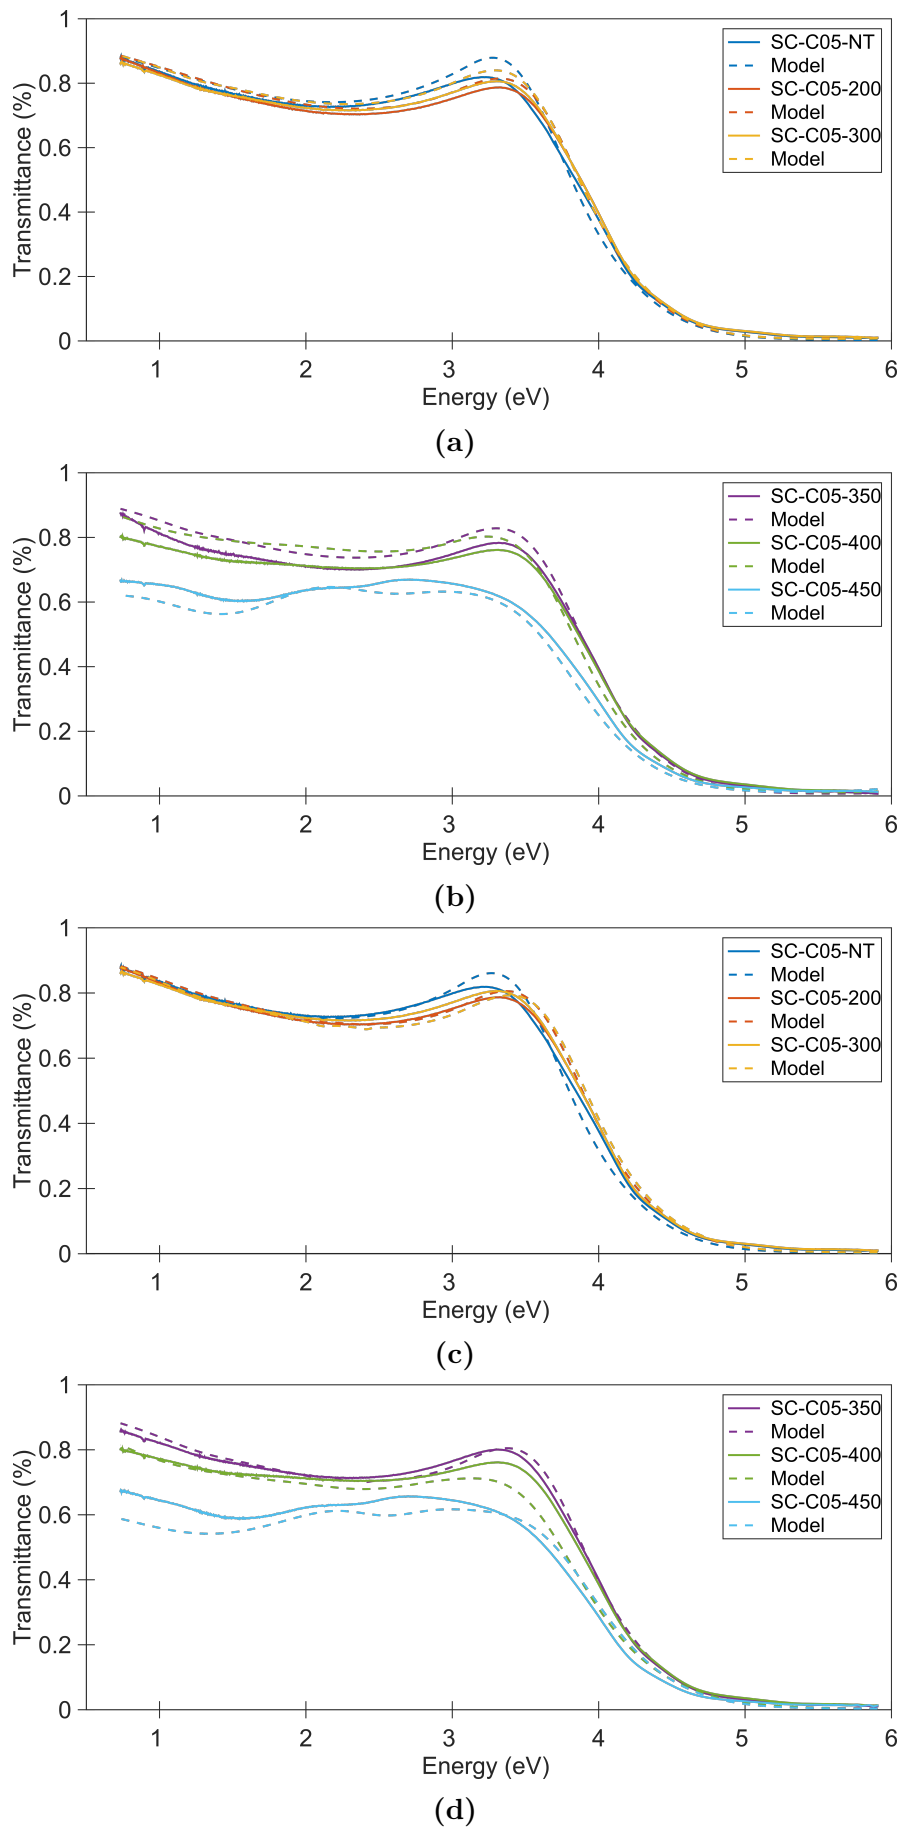 1
0.8
0.6
0.4
0.2
0
Transmittance (%)
1 2 3 4 5 6
Energy (eV)
SC-C05-NT
Model
SC-C05-200
Model
SC-C05-300
Model
(a)
1
0.8
0.6
0.4
0.2
0
Transmittance (%)
1 2 3 4 5 6
Energy (eV)
SC-C05-350
Model
SC-C05-400
Model
SC-C05-450
Model
(b)
1
0.8
0.6
0.4
0.2
0
Transmittance (%)
1 2 3 4 5 6
Energy (eV)
SC-C05-NT
Model
SC-C05-200
Model
SC-C05-300
Model
(c)
1
0.8
0.6
0.4
0.2
0
Transmittance (%)
1 2 3 4 5 6
Energy (eV)
SC-C05-350
Model
SC-C05-400
Model
SC-C05-450
Model
(d)